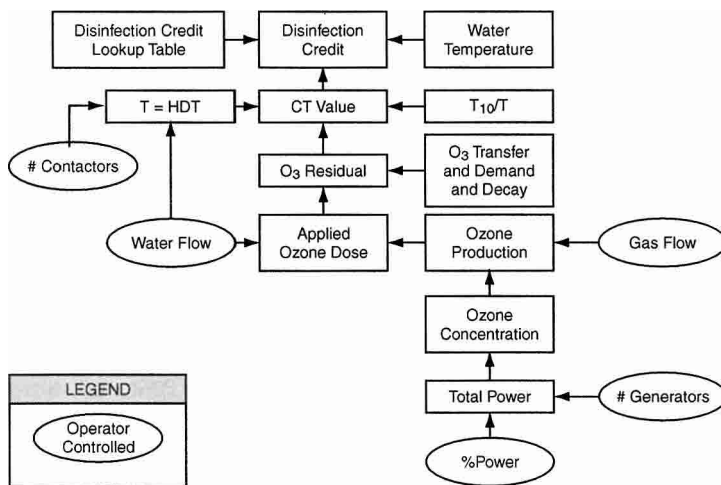 Disinfection Credit
Lookup Table
Disinfection
Credit
Water
Temperature
T = HDT
CT Value
T₁₀/T
# Contactors
O₃ Residual
O₃ Transfer
and Demand
and Decay
Water Flow
Applied
Ozone Dose
Ozone
Production
Gas Flow
Ozone
Concentration
LEGEND
Operator
Controlled
Total Power
# Generators
%Power